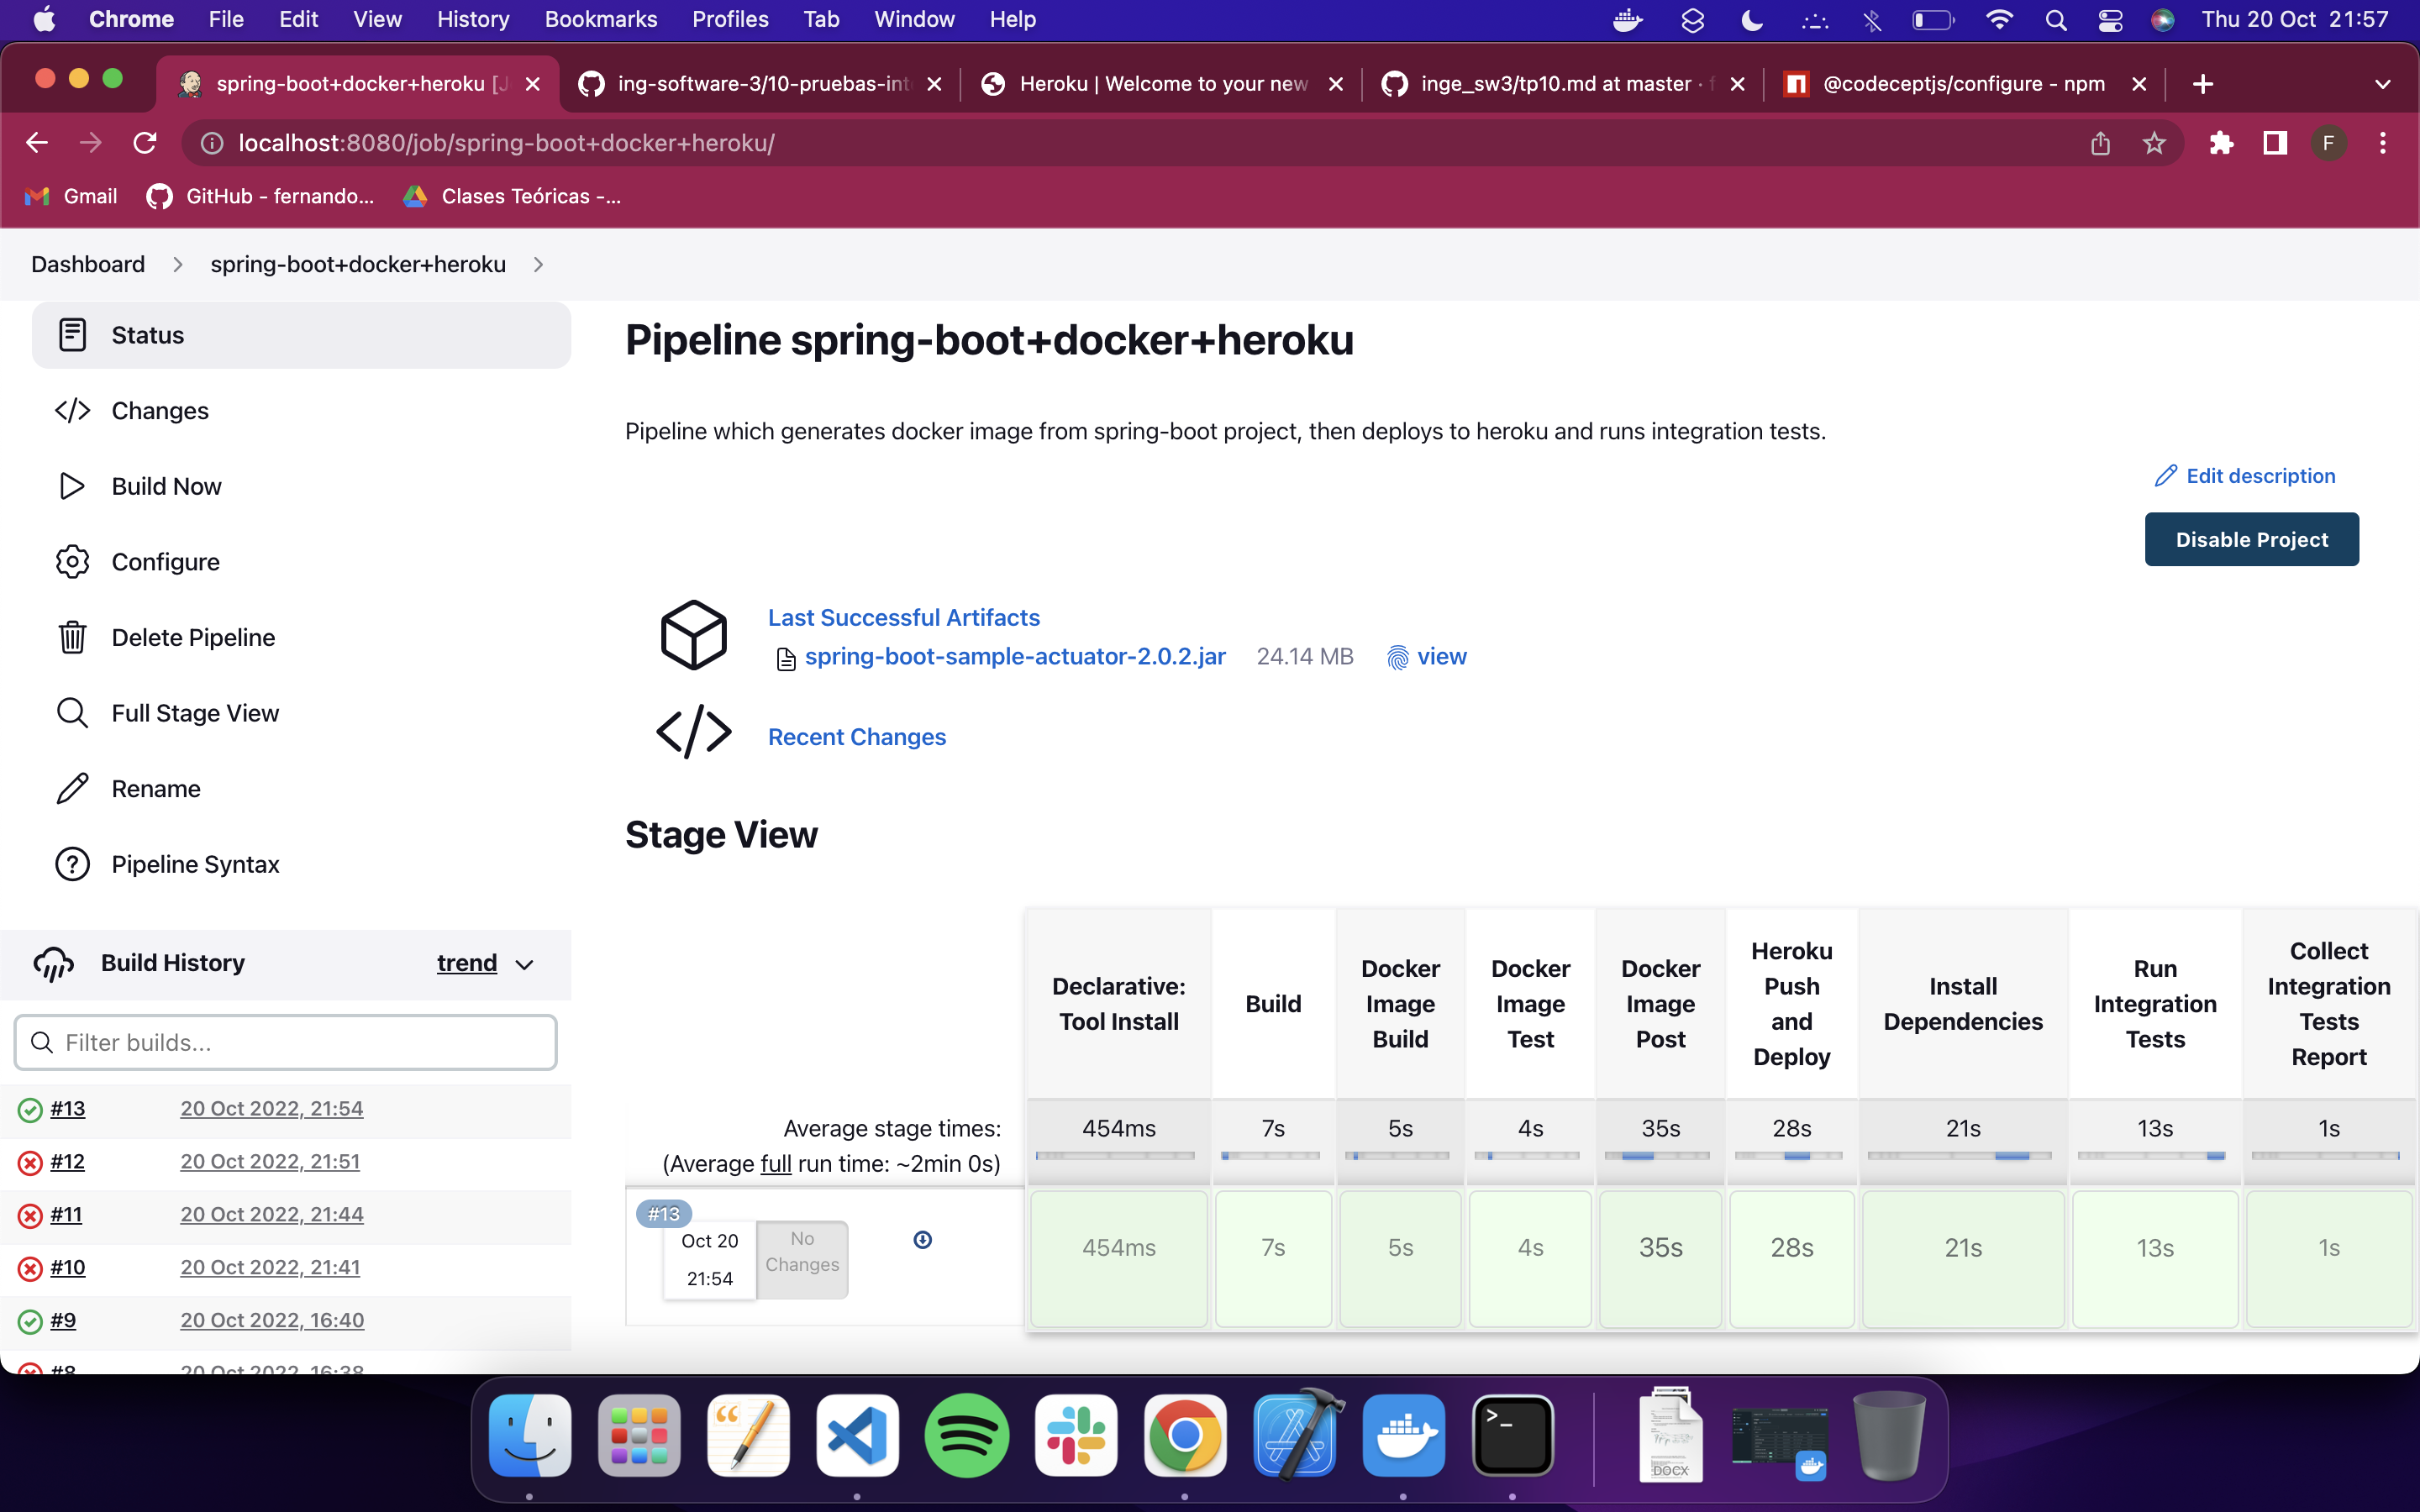 Chrome File Edit View History Bookmarks Profiles Tab Window Help Thu 20 Oct 21:57
spring-boot+docker+heroku [J
ing-software-3/10-pruebas-int
Heroku | Welcome to your new
inge_sw3/tp10.md at master · f
@codeceptjs/configure - npm
localhost:8080/job/spring-boot+docker+heroku/
F
Gmail
GitHub - fernando...
Clases Teóricas -...
Dashboard
spring-boot+docker+heroku
Status
Changes
Build Now
Configure
Delete Pipeline
Full Stage View
Rename
Pipeline Syntax
Build History
trend
Filter builds...
#13 20 Oct 2022, 21:54
#12 20 Oct 2022, 21:51
#11 20 Oct 2022, 21:44
#10 20 Oct 2022, 21:41
#9 20 Oct 2022, 16:40
#8 20 Oct 2022, 16:38
Pipeline spring-boot+docker+heroku
Pipeline which generates docker image from spring-boot project, then deploys to heroku and runs integration tests.
Edit description
Disable Project
Last Successful Artifacts
spring-boot-sample-actuator-2.0.2.jar 24.14 MB view
Recent Changes
Stage View
Declarative:
Tool Install
Build
Docker
Image
Build
Docker
Image
Test
Docker
Image
Post
Heroku
Push
and
Deploy
Install
Dependencies
Run
Integration
Tests
Collect
Integration
Tests
Report
Average stage times:
(Average full run time: ~2min 0s)
454ms 7s 5s 4s 35s 28s 21s 13s 1s
#13
Oct 20
21:54
No
Changes
454ms 7s 5s 4s 35s 28s 21s 13s 1s
DOCX